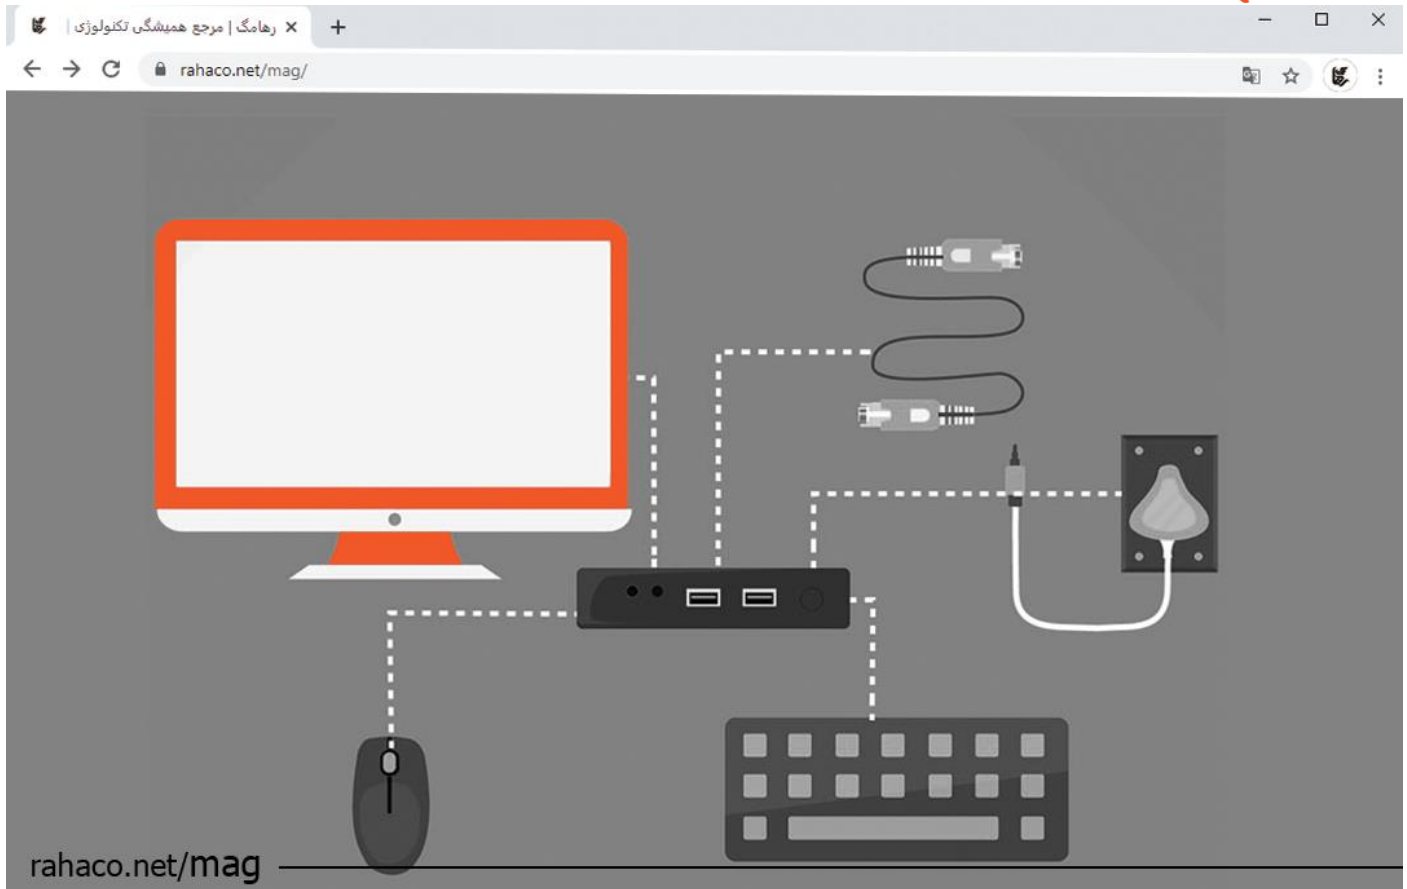 رهامگ | مرجع همیشگی تکنولوژی |
rahaco.net/mag/
rahaco.net/mag